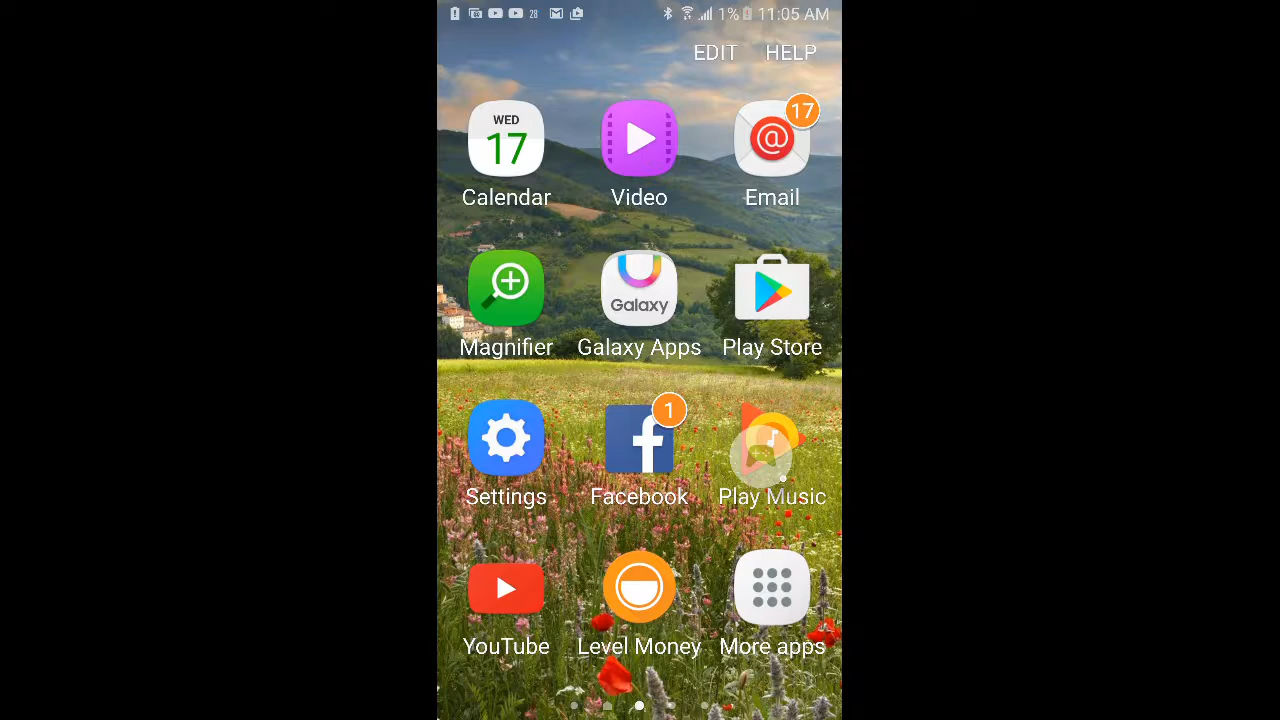 28 1% 11:05 AM
EDIT HELP
WED
17
17
Calendar Video Email
Galaxy
Magnifier Galaxy Apps Play Store
1
Settings Facebook Play Music
YouTube Level Money More apps